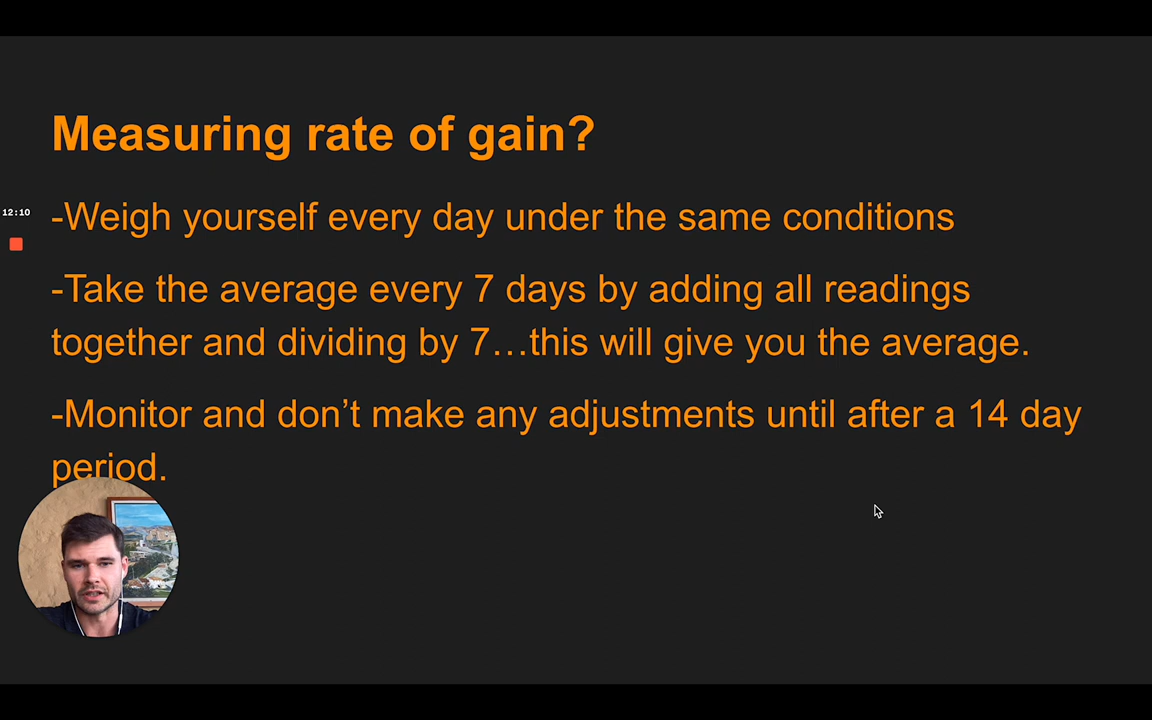 Measuring rate of gain?
12:10
-Weigh yourself every day under the same conditions
-Take the average every 7 days by adding all readings
together and dividing by 7…this will give you the average.
-Monitor and don’t make any adjustments until after a 14 day
period.